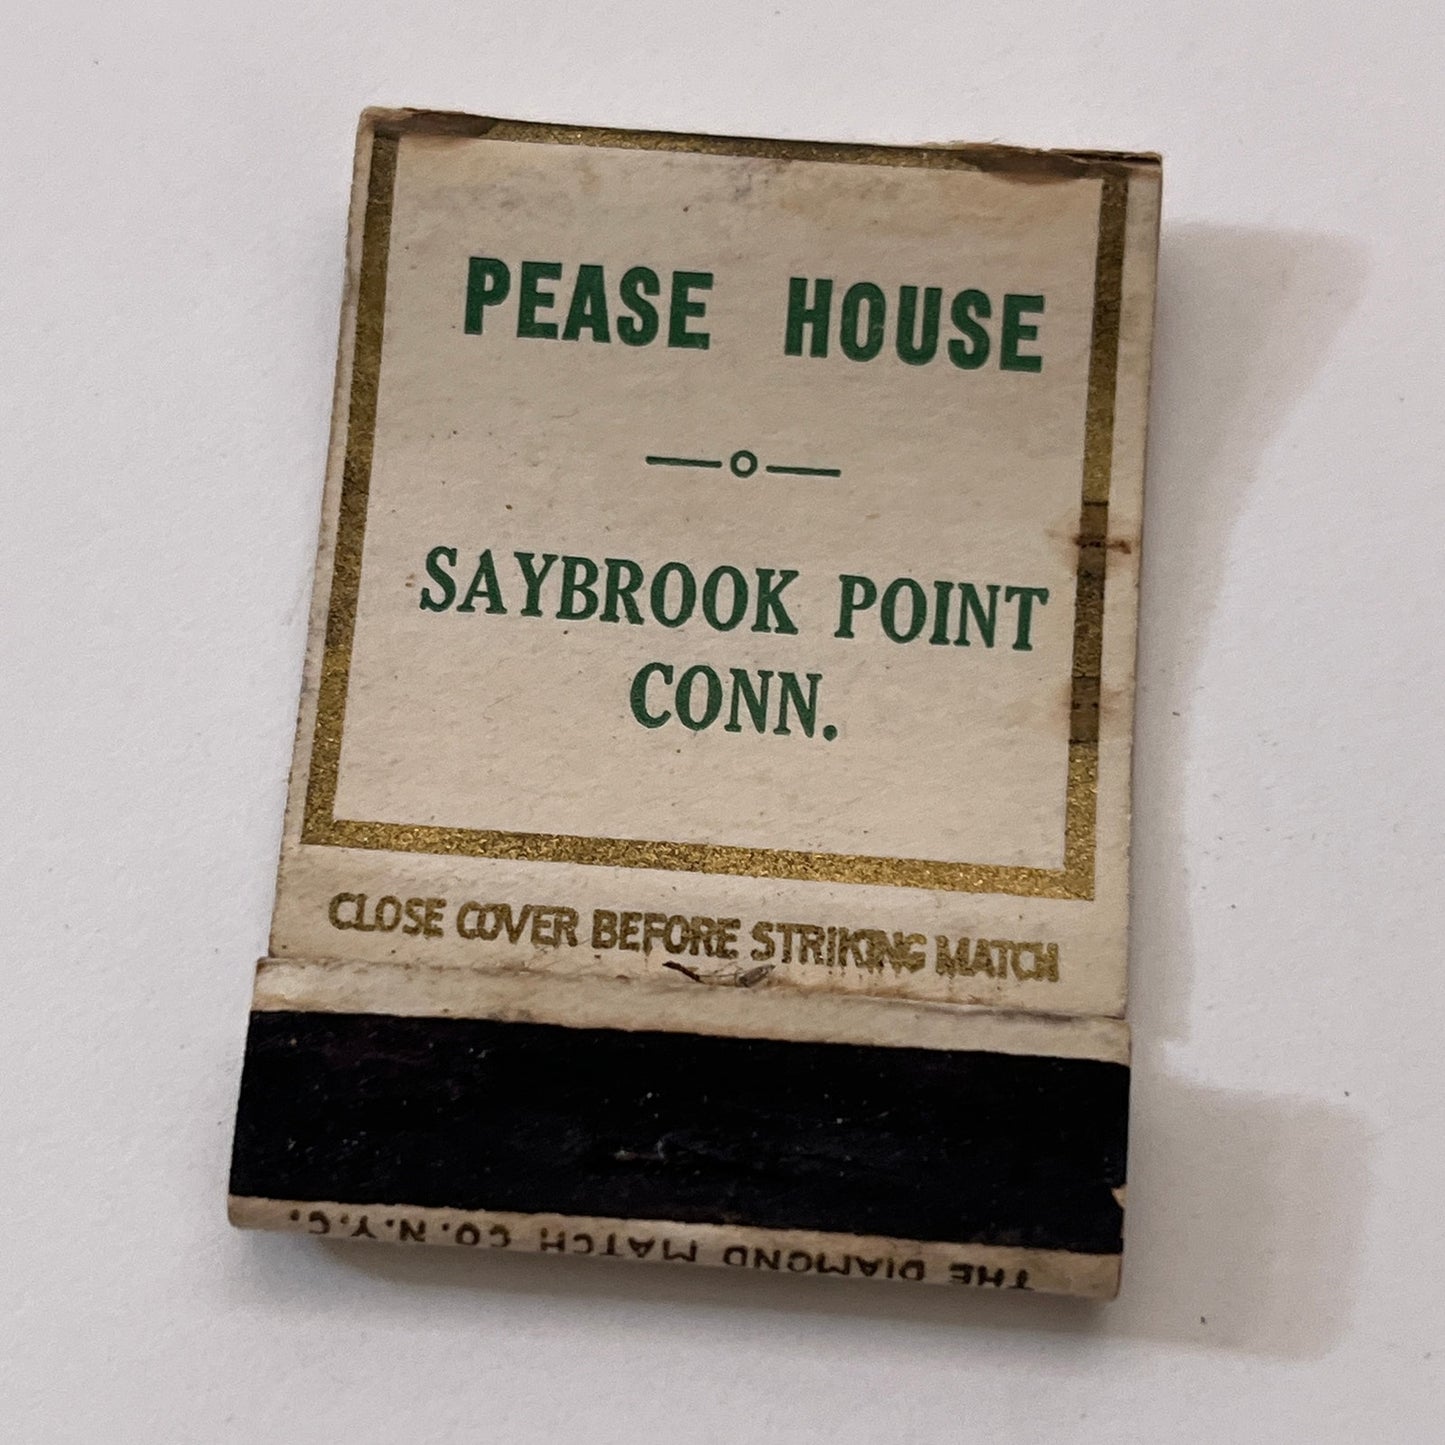 PEASE HOUSE
SAYBROOK POINT
CONN.
CLOSE COVER BEFORE STRIKING MATCH
THE DIAMOND MATCH CO. N.Y.C.